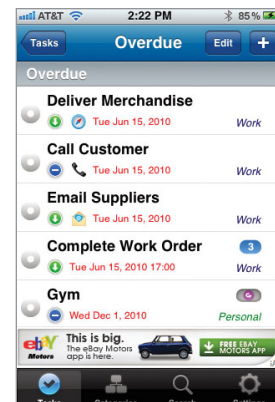 AT&T 2:22 PM 85%
Tasks Overdue Edit +
Overdue
Deliver Merchandise
Tue Jun 15, 2010 Work
Call Customer
Tue Jun 15, 2010 Work
Email Suppliers
Tue Jun 15, 2010 Work
Complete Work Order 3
Tue Jun 15, 2010 17:00 Work
Gym
Wed Dec 1, 2010 Personal
ebay Motors This is big. The eBay Motors app is here. FREE EBAY MOTORS APP
Tasks Categories Search Settings